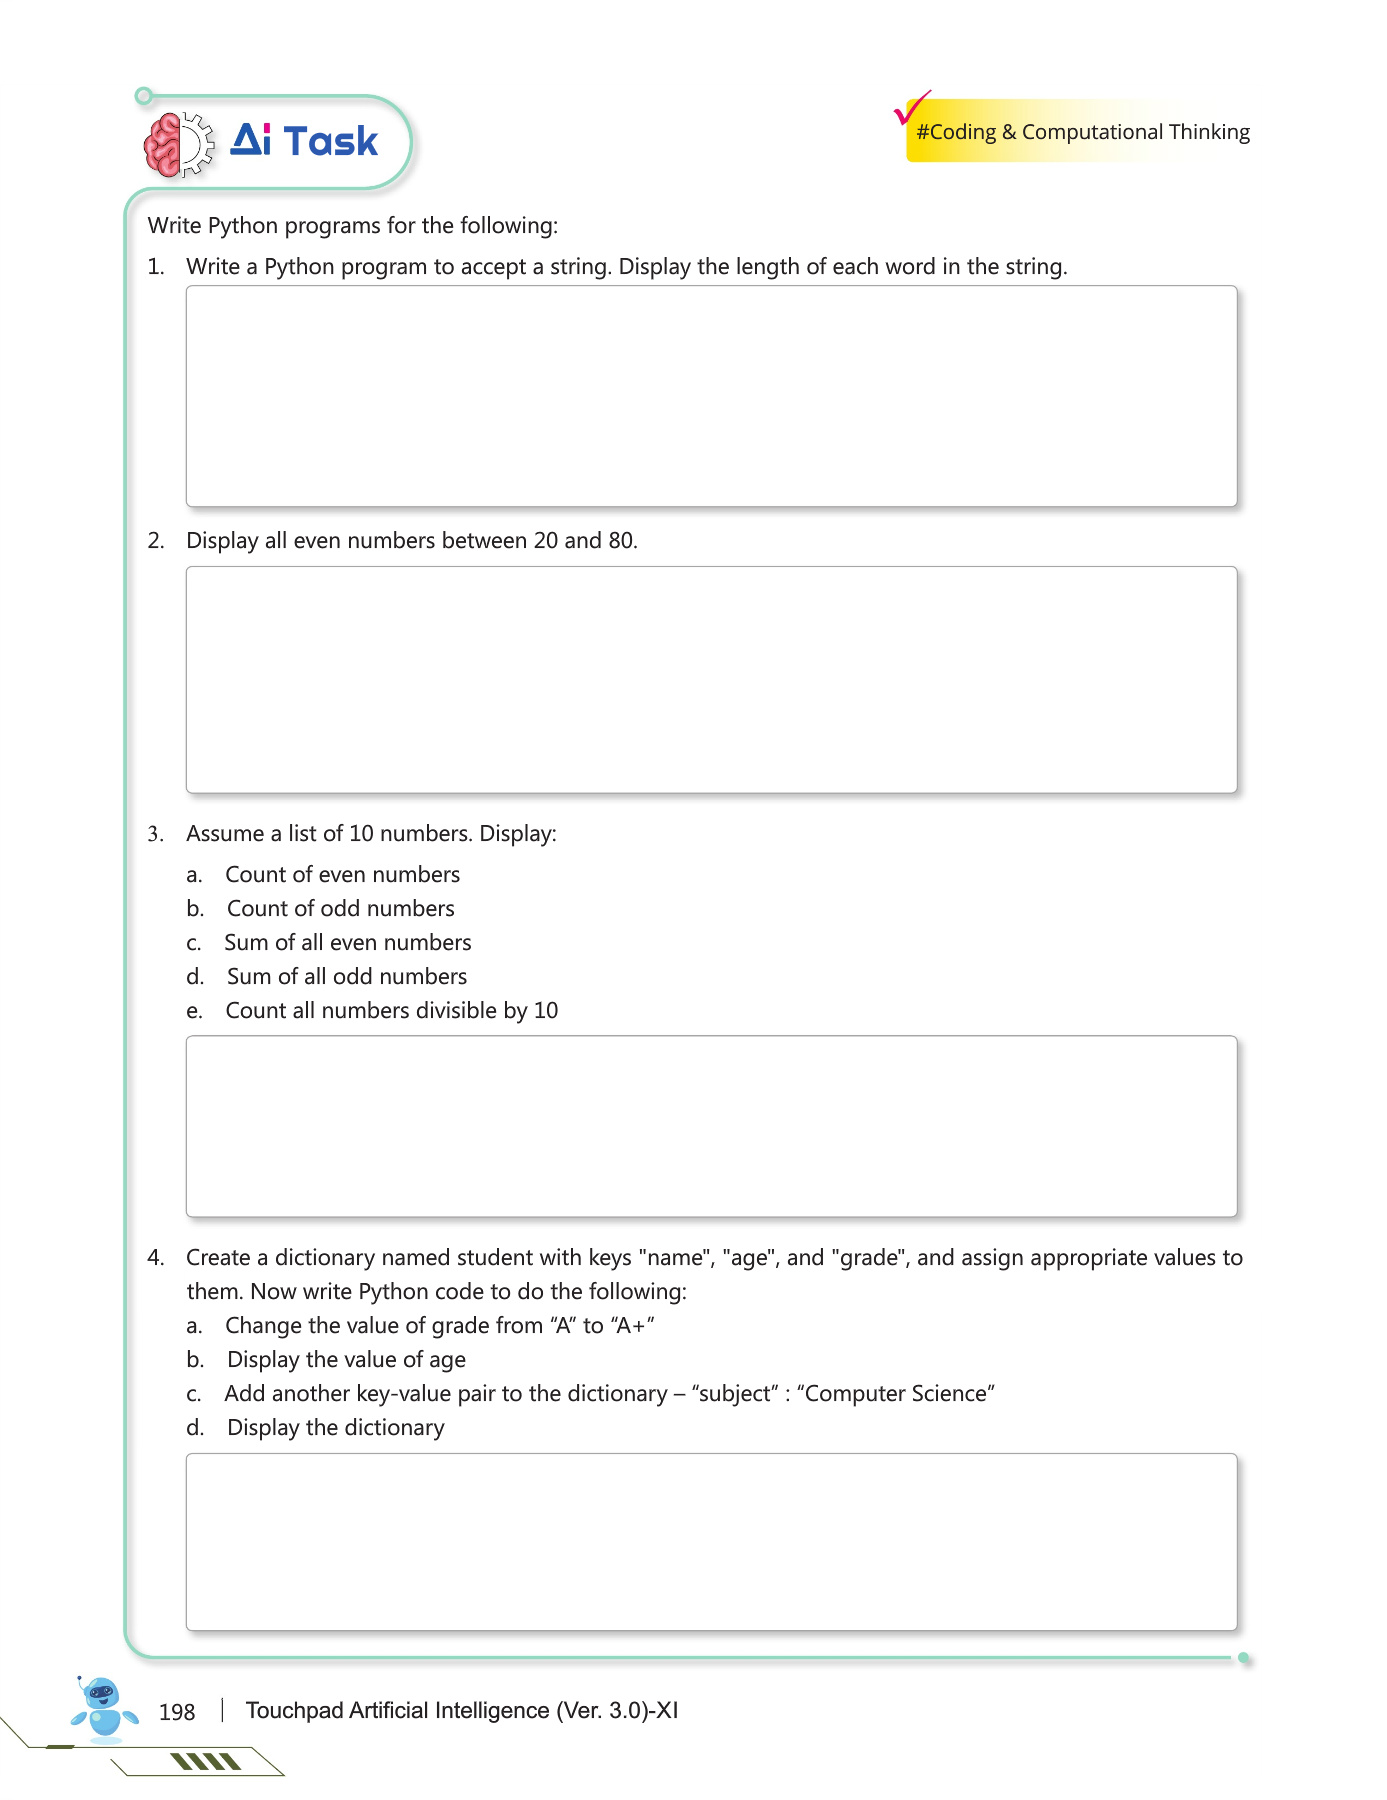 Ai Task
#Coding & Computational Thinking
Write Python programs for the following:
1. Write a Python program to accept a string. Display the length of each word in the string.
2. Display all even numbers between 20 and 80.
3. Assume a list of 10 numbers. Display:
a. Count of even numbers
b. Count of odd numbers
c. Sum of all even numbers
d. Sum of all odd numbers
e. Count all numbers divisible by 10
4. Create a dictionary named student with keys "name", "age", and "grade", and assign appropriate values to
them. Now write Python code to do the following:
a. Change the value of grade from “A” to “A+”
b. Display the value of age
c. Add another key-value pair to the dictionary – “subject” : “Computer Science”
d. Display the dictionary
198 | Touchpad Artificial Intelligence (Ver. 3.0)-XI